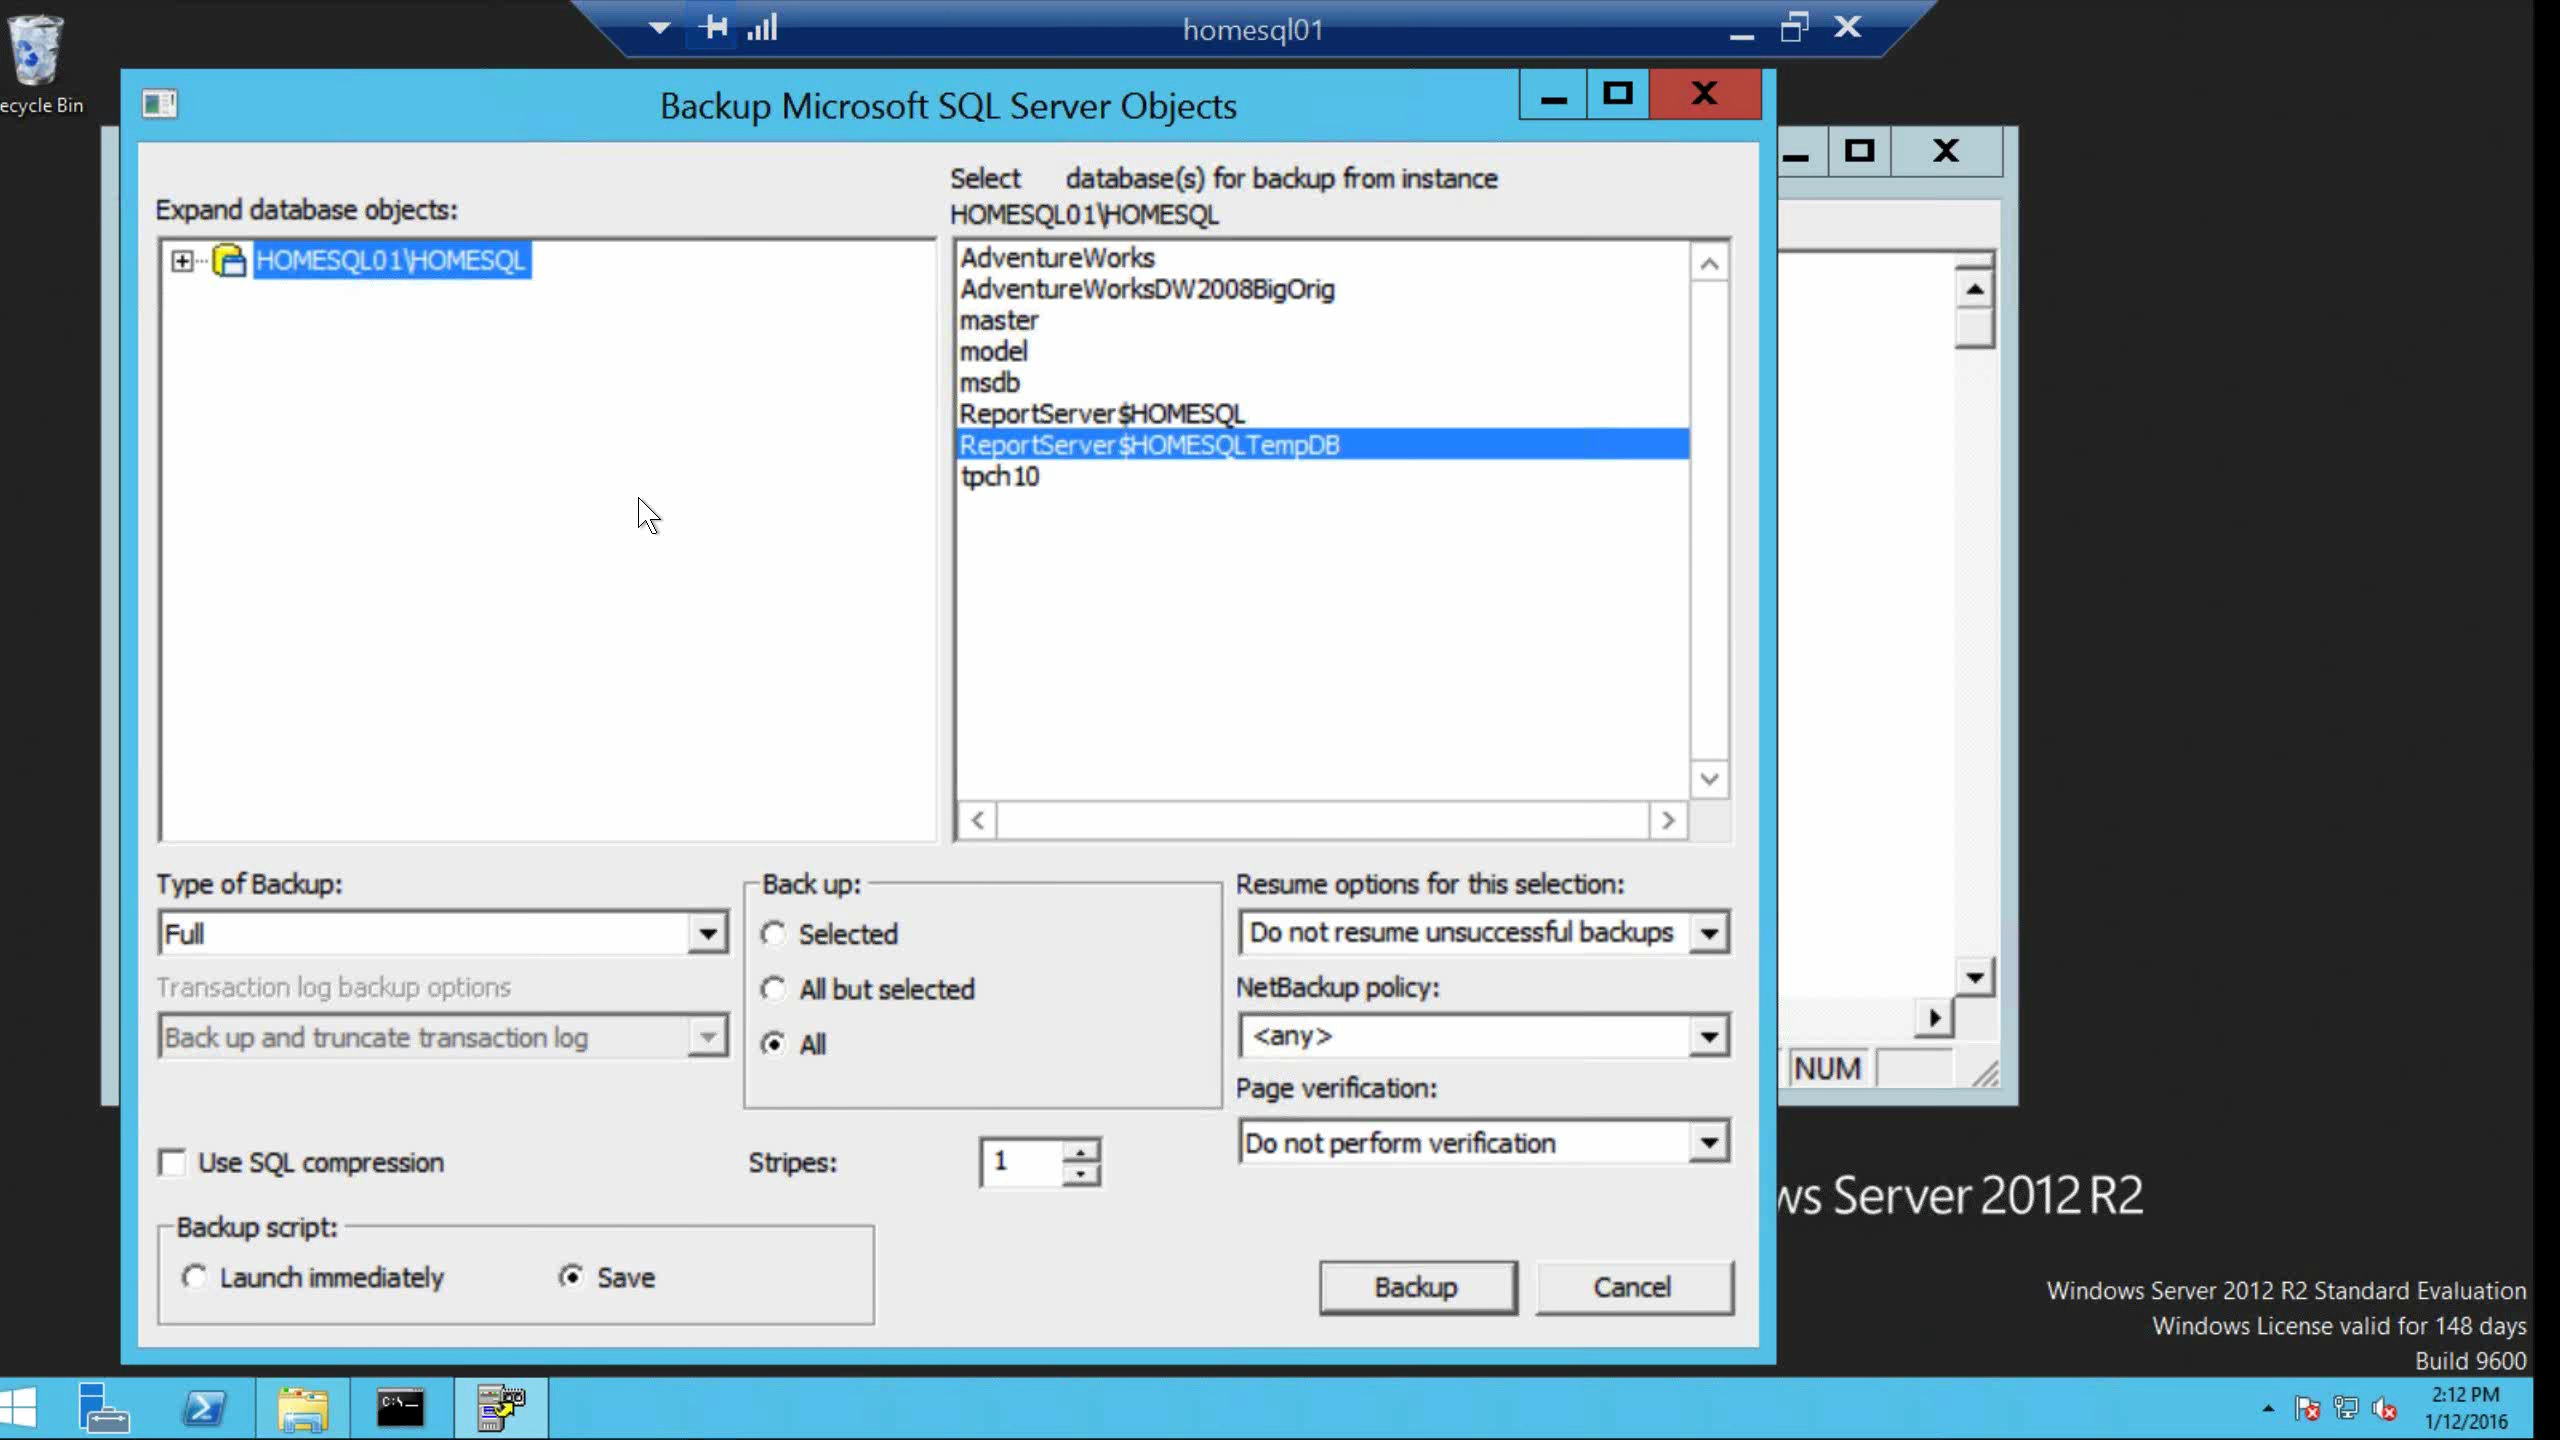 homesql01
ecycle Bin
Backup Microsoft SQL Server Objects
Expand database objects:
Select database(s) for backup from instance
HOMESQL01\HOMESQL
HOMESQL01\HOMESQL
AdventureWorks
AdventureWorksDW2008BigOrig
master
model
msdb
ReportServer$HOMESQL
ReportServer$HOMESQLTempDB
tpch10
Type of Backup:
Full
Transaction log backup options
Back up and truncate transaction log
Back up:
Selected
All but selected
All
Resume options for this selection:
Do not resume unsuccessful backups
NetBackup policy:
<any>
Page verification:
Do not perform verification
NUM
Use SQL compression
Stripes:
1
Backup script:
Launch immediately
Save
Backup
Cancel
ws Server 2012 R2
Windows Server 2012 R2 Standard Evaluation
Windows License valid for 148 days
Build 9600
C:\_
2:12 PM
1/12/2016